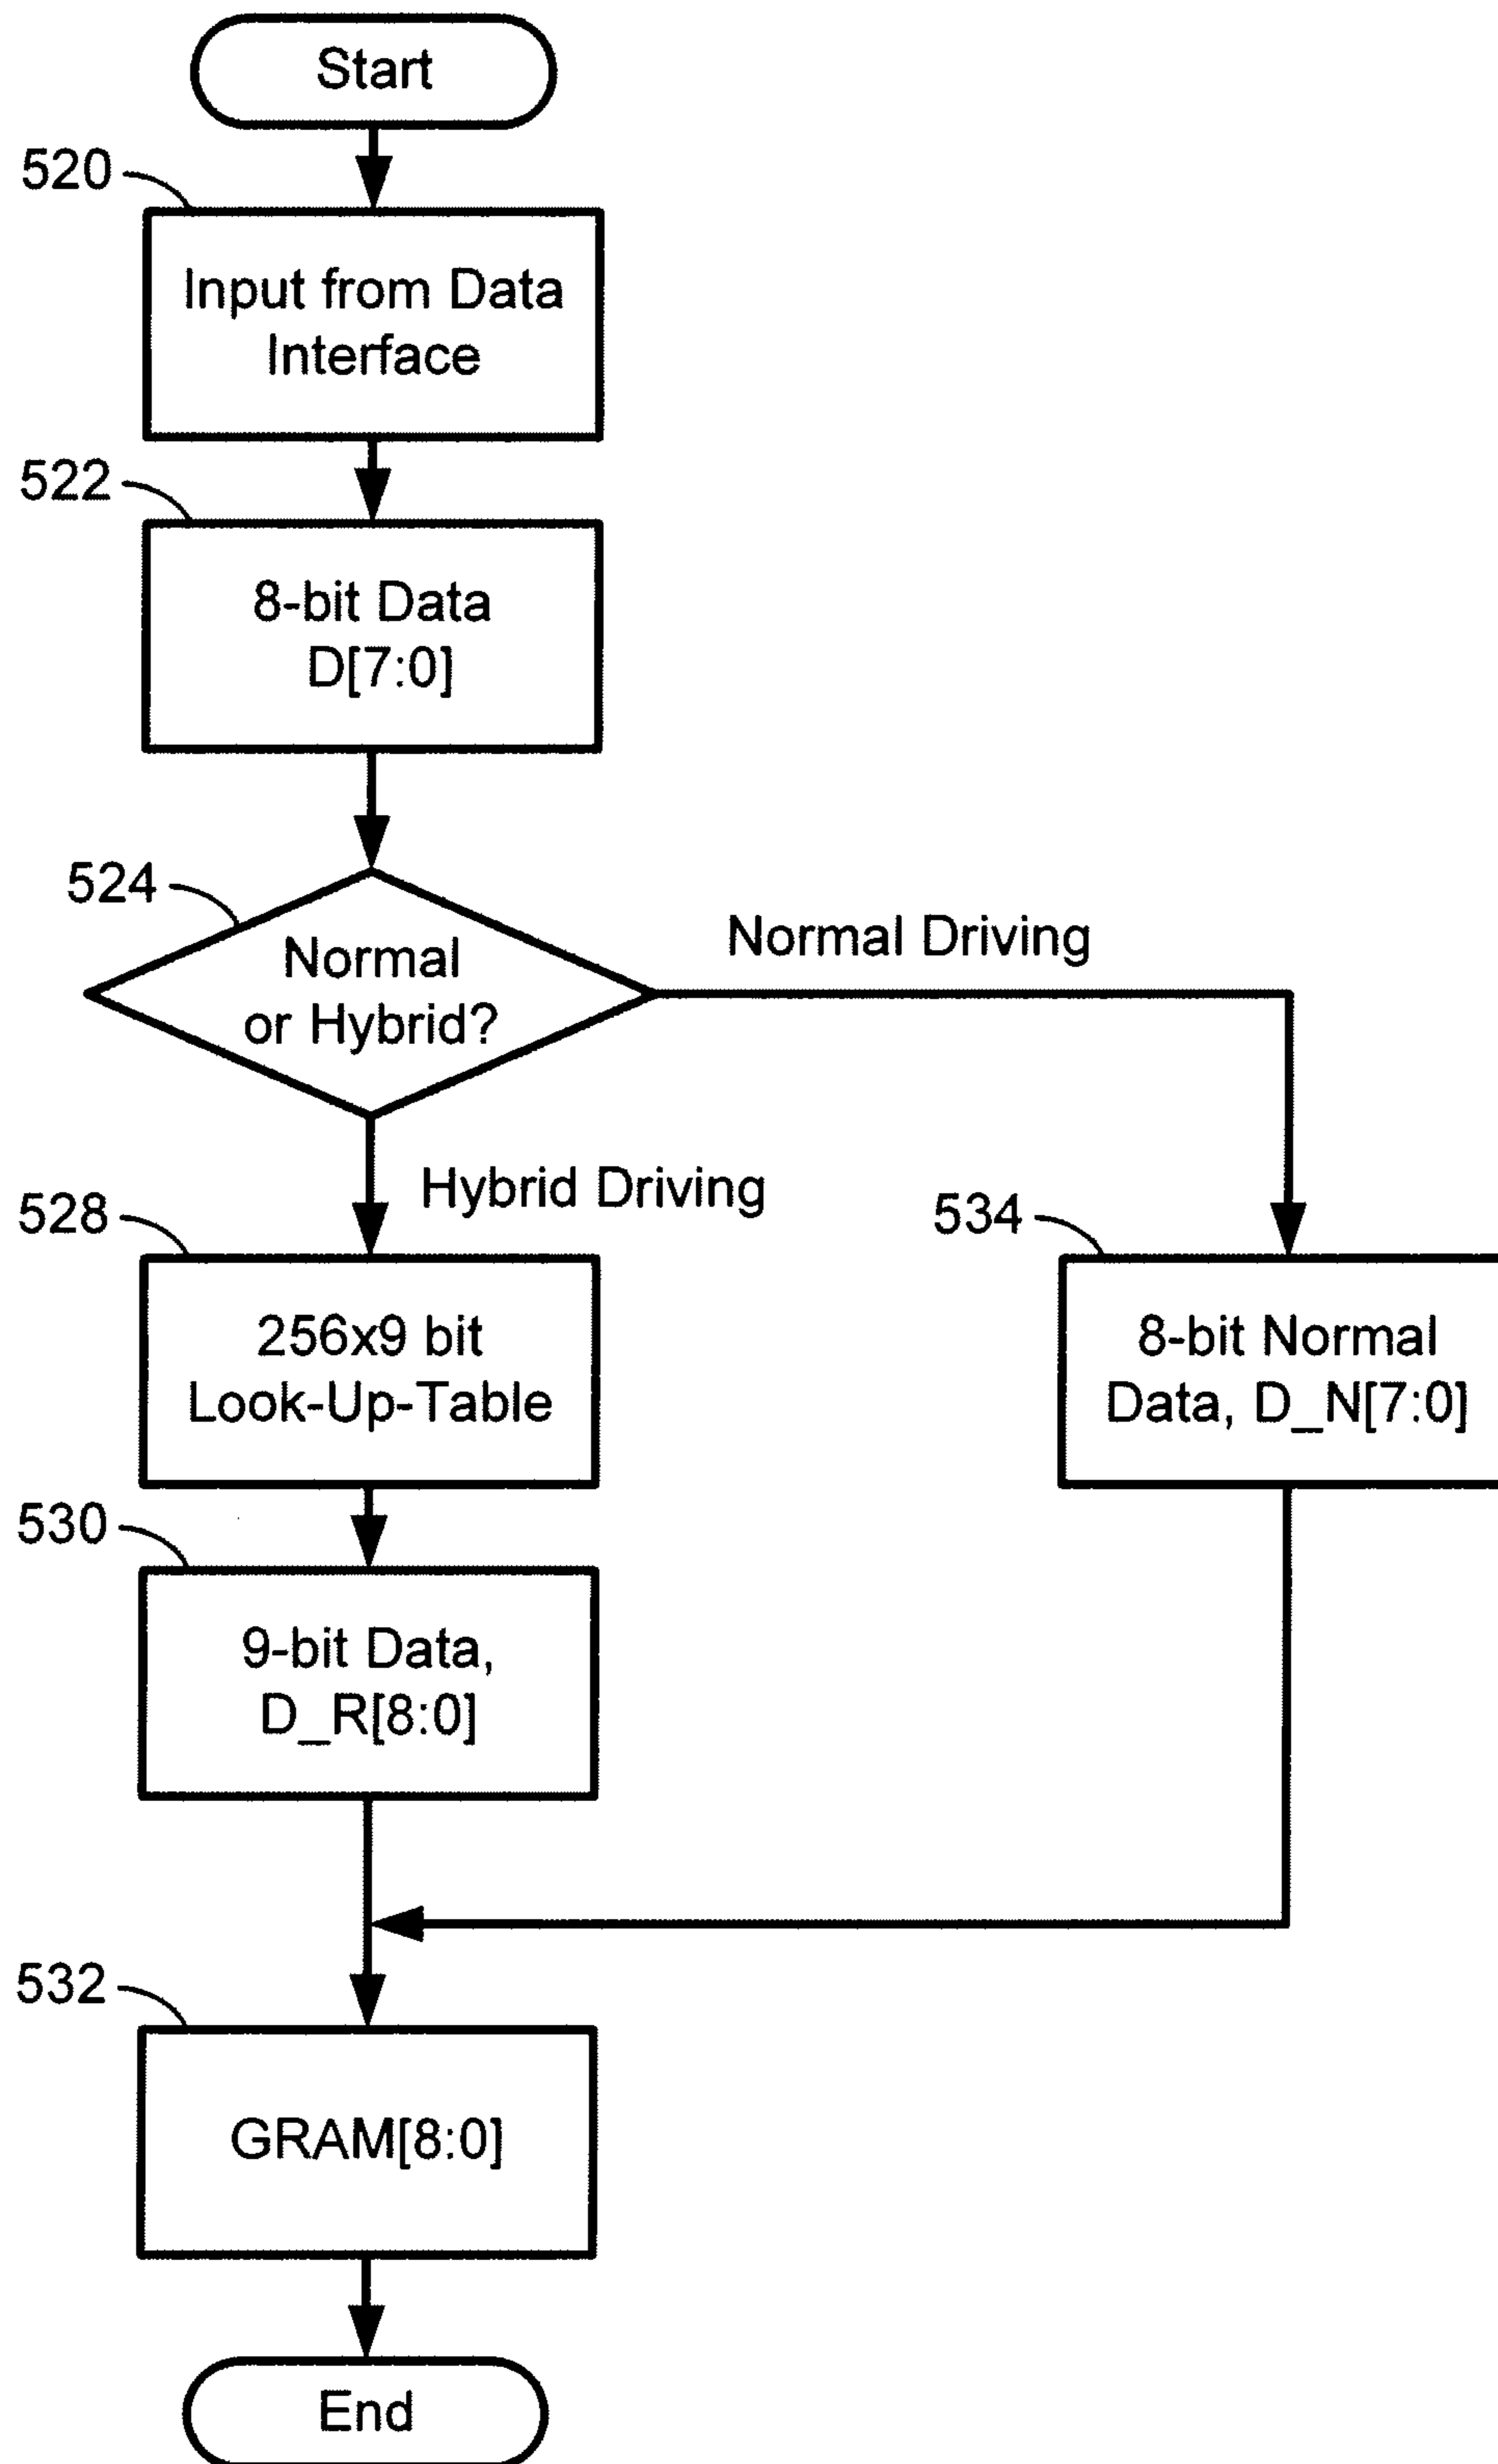 Start
520
Input from Data
Interface
522
8-bit Data
D[7:0]
524
Normal
or Hybrid?
Normal Driving
Hybrid Driving
528
256x9 bit
Look-Up-Table
534
8-bit Normal
Data, D_N[7:0]
530
9-bit Data,
D_R[8:0]
532
GRAM[8:0]
End